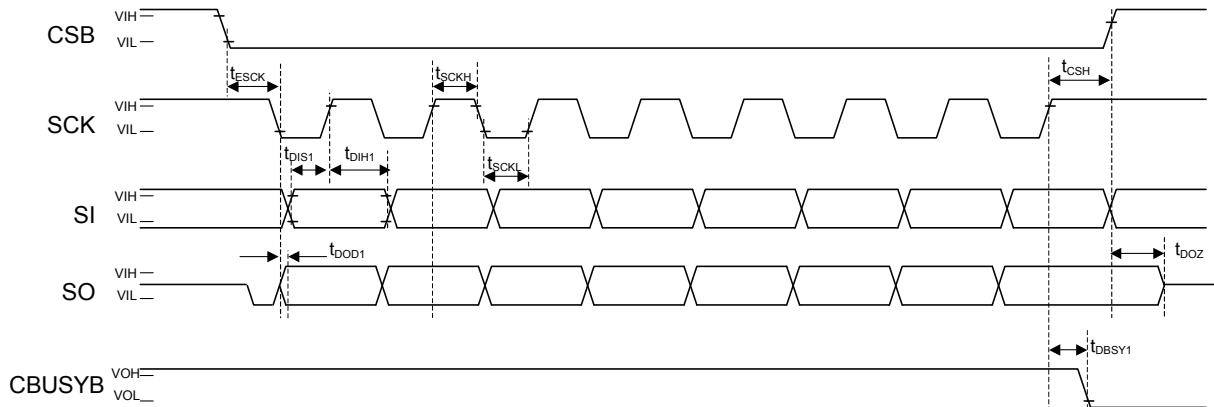 VIH
CSB
VIL
tESCK
tSCKH
tCSH
VIH
SCK
VIL
tDIS1
tDIH1
tSCKL
VIH
SI
VIL
tDOD1
tDOZ
VIH
SO
VIL
tDBSY1
VOH
CBUSYB
VOL